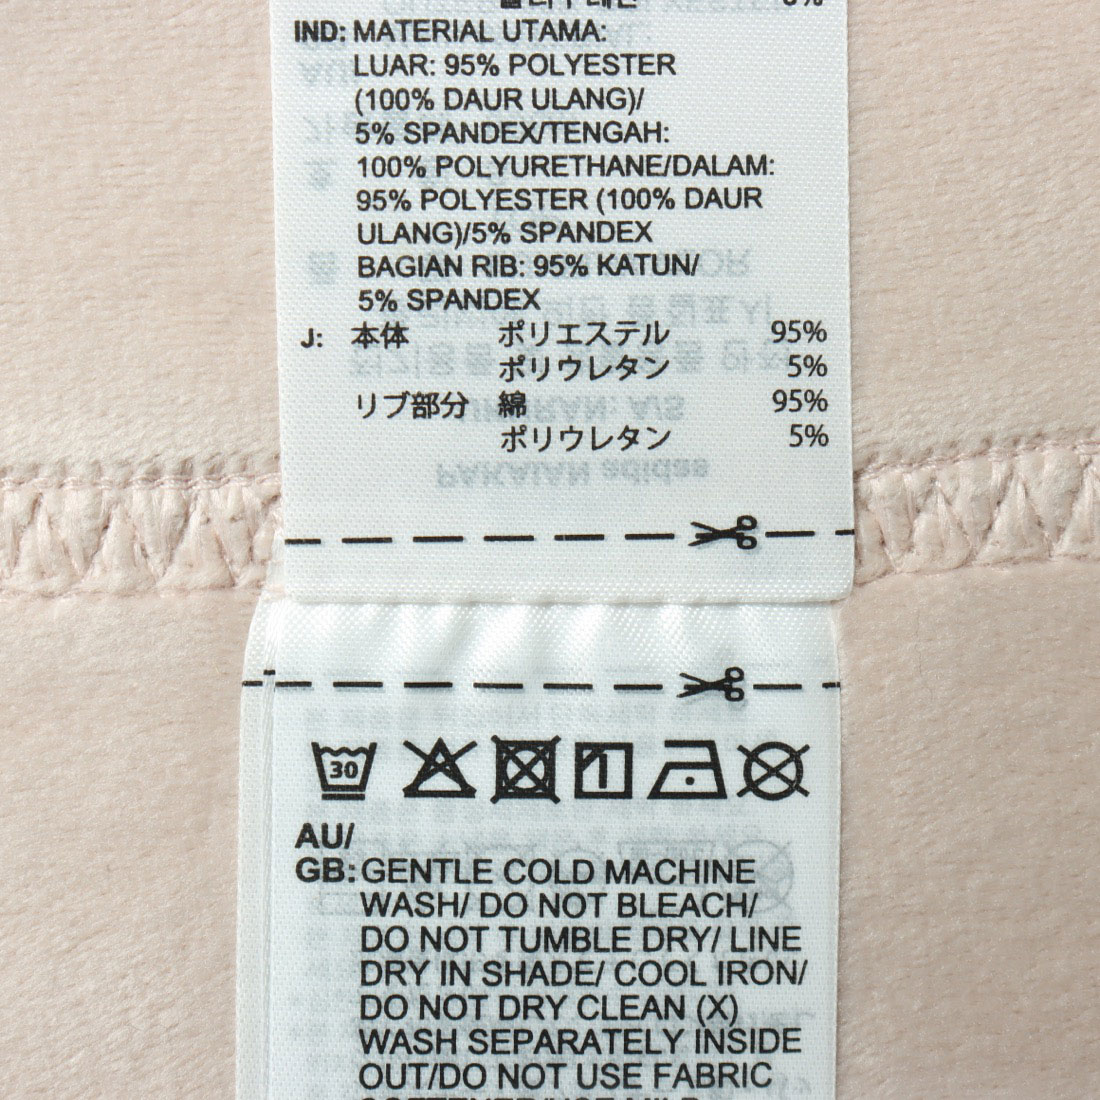 IND: MATERIAL UTAMA:
LUAR: 95% POLYESTER
(100% DAUR ULANG)/
5% SPANDEX/TENGAH:
100% POLYURETHANE/DALAM:
95% POLYESTER (100% DAUR
ULANG)/5% SPANDEX
BAGIAN RIB: 95% KATUN/
5% SPANDEX
J: 本体 ポリエステル 95%
ポリウレタン 5%
リブ部分 綿 95%
ポリウレタン 5%
30
AU/
GB: GENTLE COLD MACHINE
WASH/ DO NOT BLEACH/
DO NOT TUMBLE DRY/ LINE
DRY IN SHADE/ COOL IRON/
DO NOT DRY CLEAN (X)
WASH SEPARATELY INSIDE
OUT/DO NOT USE FABRIC